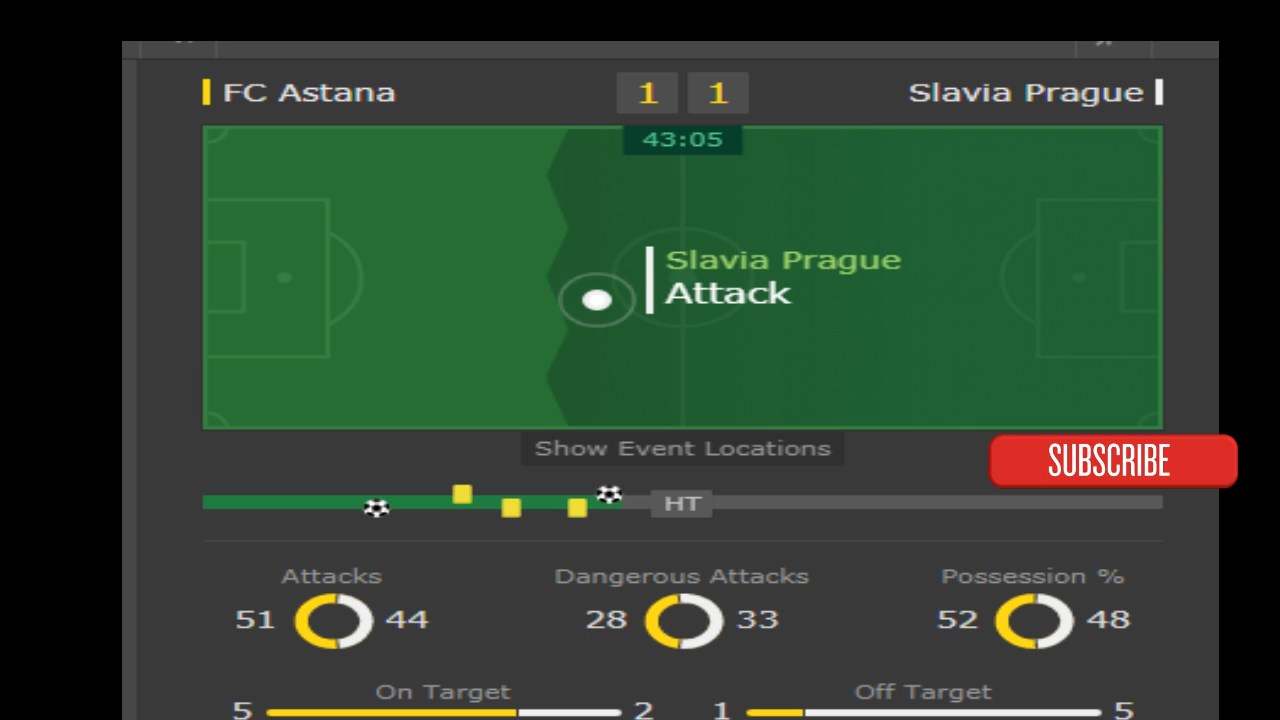 FC Astana 1 1 Slavia Prague
43:05
Slavia Prague
Attack
Show Event Locations
SUBSCRIBE
HT
Attacks Dangerous Attacks Possession %
51 44 28 33 52 48
On Target Off Target
5 2 1 5